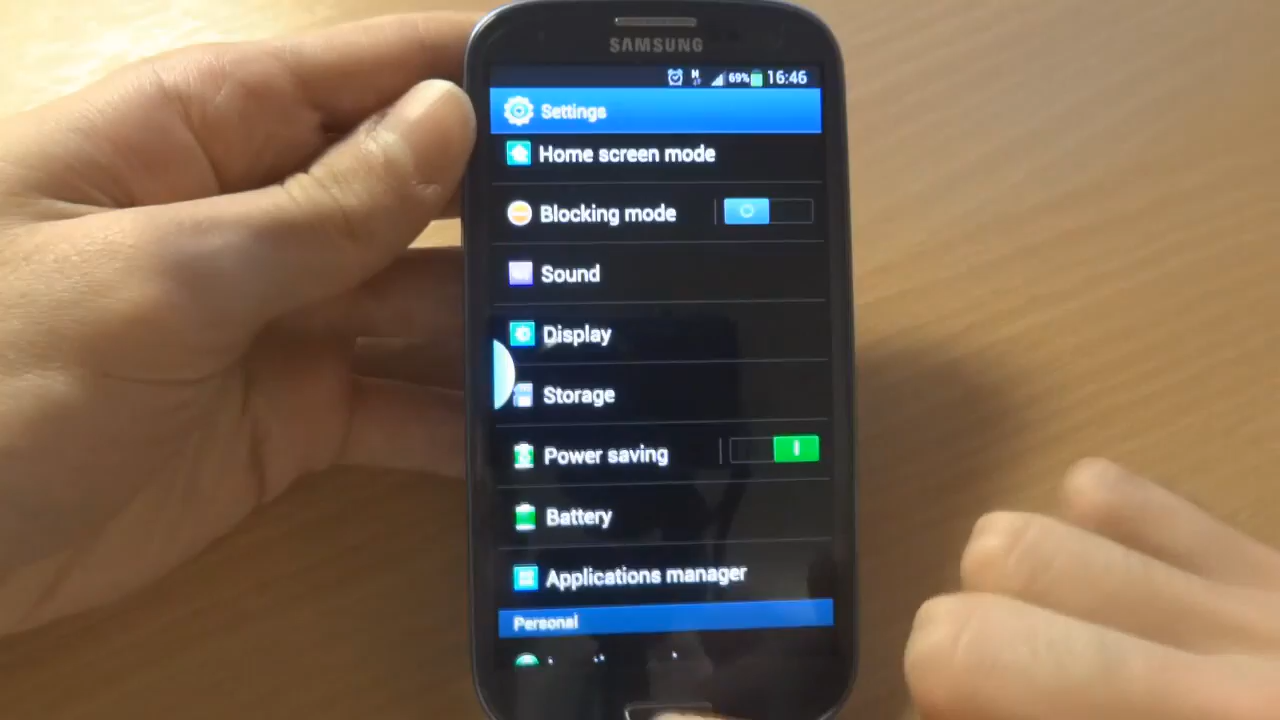 SAMSUNG
69% 16:46
Settings
Home screen mode
Blocking mode
Sound
Display
Storage
Power saving
Battery
Applications manager
Personal